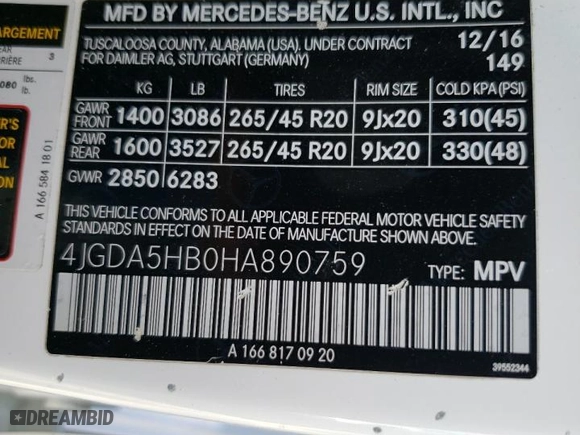 MFD BY MERCEDES-BENZ U.S. INTL., INC
TUSCALOOSA COUNTY, ALABAMA (USA), UNDER CONTRACT 12/16
FOR DAIMLER AG, STUTTGART (GERMANY) 149
KG LB TIRES RIM SIZE COLD KPA (PSI)
GAWR FRONT 1400 3086 265/45 R20 9Jx20 310(45)
GAWR REAR 1600 3527 265/45 R20 9Jx20 330(48)
GVWR 2850 6283
THIS VEHICLE CONFORMS TO ALL APPLICABLE FEDERAL MOTOR VEHICLE SAFETY
STANDARDS IN EFFECT ON THE DATE OF MANUFACTURE SHOWN ABOVE.
4JGDA5HB0HA890759 TYPE: MPV
A 166 817 09 20
39552344
ARGEMENT
3
lbs.
lb.
A 166 584 18 01
DREAMBID